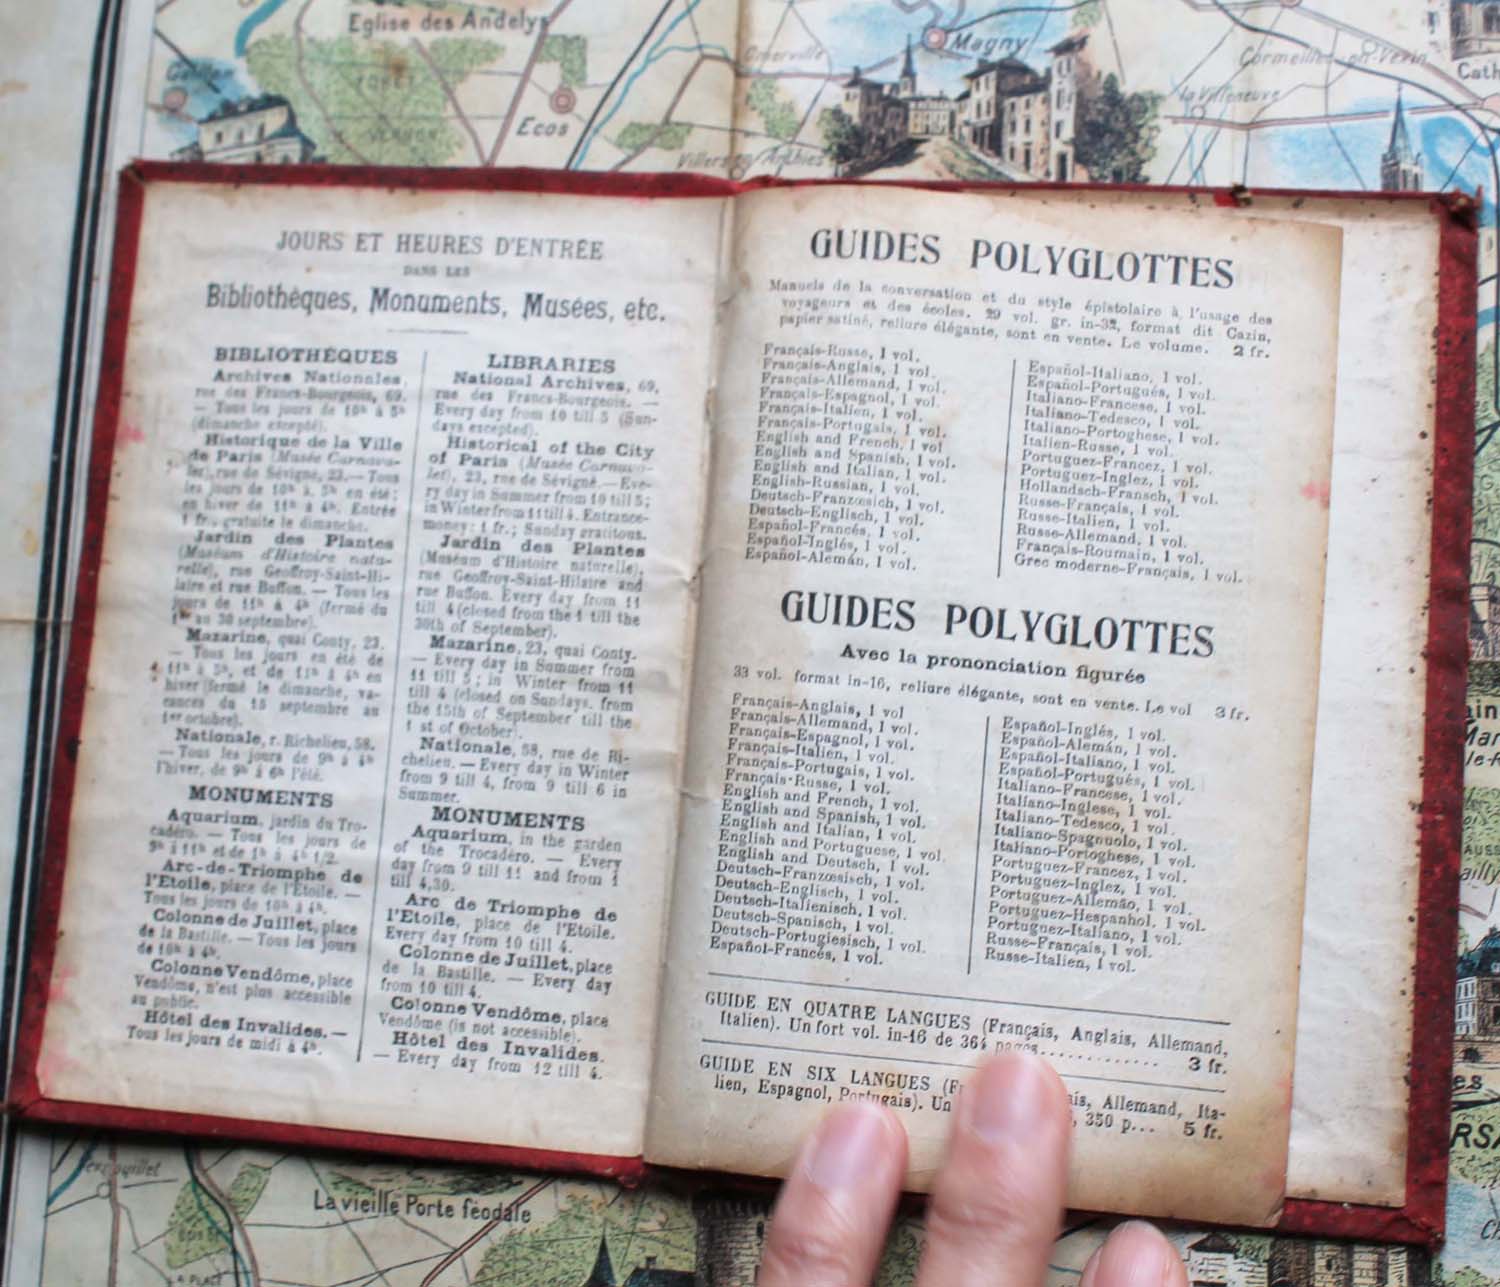 Eglise des Andelys
Magny
Ecos
la Villeneuve
VERNON
JOURS ET HEURES D'ENTRÉE
DANS LES
Bibliothèques, Monuments, Musées, etc.
BIBLIOTHÈQUES
Archives Nationales,
rue des Francs-Bourgeois, 69.
— Tous les jours de 10h à 5h
(dimanche excepté).
Historique de la Ville
de Paris (Musée Carnava-
let), rue de Sévigné, 23. — Tous
les jours de 10h à 5h en été;
en hiver de 11h à 4h. Entrée
1 fr., gratuite le dimanche.
Jardin des Plantes
(Muséum d'Histoire natu-
relle), rue Geoffroy-Saint-Hi-
laire et rue Buffon. — Tous les
jours de 11h à 4h (fermé du
1er au 30 septembre).
Mazarine, quai Conty, 23.
— Tous les jours en été de
11h à 5h, et de 11h à 4h en
hiver (fermé le dimanche, va-
cances du 15 septembre au
1er octobre).
Nationale, r. Richelieu, 58.
— Tous les jours de 9h à 4h
l'hiver, de 9h à 6h l'été.
MONUMENTS
Aquarium, jardin du Tro-
cadéro. — Tous les jours de
9h à 11h et de 1h à 4h 1/2.
Arc-de-Triomphe de
l'Etoile, place de l'Etoile. —
Tous les jours de 10h à 4h.
Colonne de Juillet, place
de la Bastille. — Tous les jours
de 10h à 4h.
Colonne Vendôme, place
Vendôme, n'est plus accessible
au public.
Hôtel des Invalides. —
Tous les jours de midi à 4h.
LIBRARIES
National Archives, 69,
rue des Francs-Bourgeois. —
Every day from 10 till 5 (Sun-
days excepted).
Historical of the City
of Paris (Musée Carnava-
let), 23, rue de Sévigné. — Eve-
ry day in Summer from 10 till 5;
in Winter from 11 till 4. Entrance-
money: 1 fr.; Sunday gratitous.
Jardin des Plantes
(Muséum d'Histoire naturelle),
rue Geoffroy-Saint-Hilaire and
rue Buffon. Every day from 11
till 4 (closed from the 1 till the
30th of September).
Mazarine, 23, quai Conty.
— Every day in Summer from
11 till 5; in Winter from 11
till 4 (closed on Sundays, from
the 15th of September till the
1 st of October).
Nationale, 58, rue de Ri-
chelieu. — Every day in Winter
from 9 till 4, from 9 till 6 in
Summer.
MONUMENTS
Aquarium, in the garden
of the Trocadéro. — Every
day from 9 till 11 and from 1
till 4,30.
Arc de Triomphe de
l'Etoile, place de l'Etoile.
Every day from 10 till 4.
Colonne de Juillet, place
de la Bastille. — Every day
from 10 till 4.
Colonne Vendôme, place
Vendôme (is not accessible).
Hôtel des Invalides.
— Every day from 12 till 4.
GUIDES POLYGLOTTES
Manuels de la conversation et du style épistolaire à l'usage des
voyageurs et des écoles. 29 vol. gr. in-32, format dit Cazin,
papier satiné, reliure élégante, sont en vente. Le volume. 2 fr.
Français-Russe, 1 vol.
Français-Anglais, 1 vol.
Français-Allemand, 1 vol.
Français-Espagnol, 1 vol.
Français-Italien, 1 vol.
Français-Portugais, 1 vol.
English and French, 1 vol
English and Spanish, 1 vol.
English and Italian, 1 vol.
English-Russian, 1 vol.
Deutsch-Franzœsich, 1 vol.
Deutsch-Englisch, 1 vol.
Español-Francés, 1 vol.
Español-Inglés, 1 vol.
Español-Alemán, 1 vol.
Español-Italiano, 1 vol.
Español-Portugués, 1 vol.
Italiano-Francese, 1 vol.
Italiano-Tedesco, 1 vol.
Italiano-Portoghese, 1 vol.
Italien-Russe, 1 vol.
Portuguez-Francez, 1 vol.
Portuguez-Inglez, 1 vol.
Hollandsch-Fransch, 1 vol.
Russe-Français, 1 vol.
Russe-Italien, 1 vol.
Russe-Allemand, 1 vol.
Français-Roumain, 1 vol.
Grec moderne-Français, 1 vol.
GUIDES POLYGLOTTES
Avec la prononciation figurée
33 vol. format in-16, reliure élégante, sont en vente. Le vol 3 fr.
Français-Anglais, 1 vol
Français-Allemand, 1 vol.
Français-Espagnol, 1 vol.
Français-Italien, 1 vol.
Français-Portugais, 1 vol.
Français-Russe, 1 vol.
English and French, 1 vol.
English and Spanish, 1 vol.
English and Italian, 1 vol.
English and Portuguese, 1 vol.
English and Deutsch, 1 vol.
Deutsch-Franzœsisch, 1 vol.
Deutsch-Englisch, 1 vol.
Deutsch-Italienisch, 1 vol.
Deutsch-Spanisch, 1 vol.
Deutsch-Portugiesisch, 1 vol.
Español-Francés, 1 vol.
Español-Inglés, 1 vol.
Español-Alemán, 1 vol.
Español-Italiano, 1 vol.
Español-Portugués, 1 vol.
Italiano-Francese, 1 vol.
Italiano-Inglese, 1 vol.
Italiano-Tedesco, 1 vol.
Italiano-Spagnuolo, 1 vol.
Italiano-Portoghese, 1 vol.
Portuguez-Francez, 1 vol.
Portuguez-Inglez, 1 vol.
Portuguez-Allemão, 1 vol.
Portuguez-Hespanhol, 1 vol.
Portuguez-Italiano, 1 vol.
Russe-Français, 1 vol.
Russe-Italien, 1 vol.
GUIDE EN QUATRE LANGUES (Français, Anglais, Allemand,
Italien). Un fort vol. in-16 de 364 pages............ 3 fr.
GUIDE EN SIX LANGUES (F ais, Allemand, Ita-
lien, Espagnol, Portugais). Un , 350 p... 5 fr.
La vieille Porte féodale